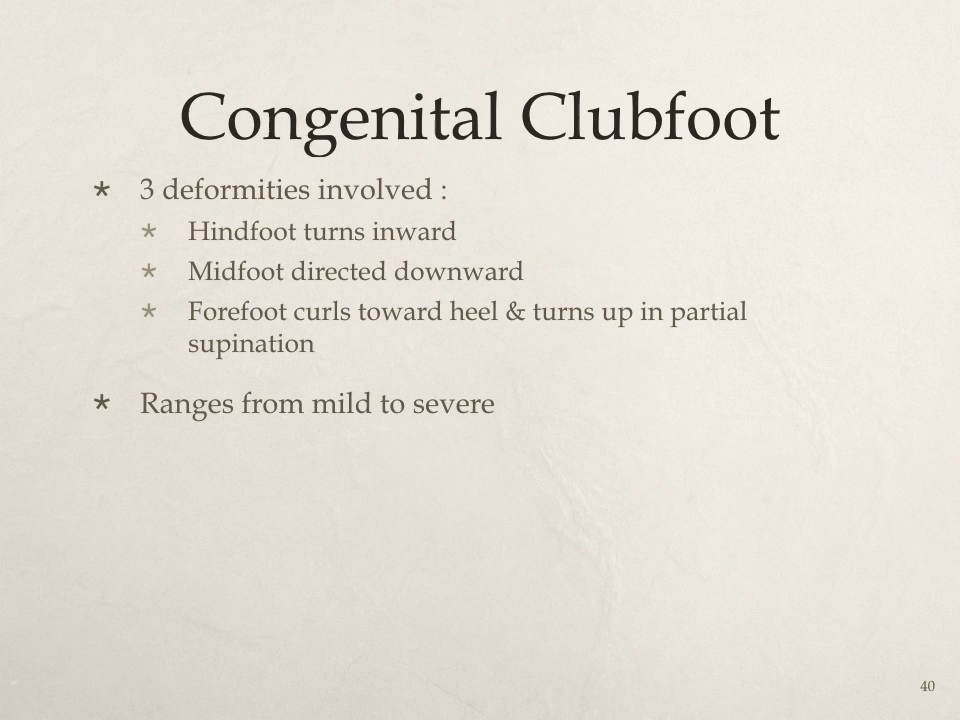 Congenital Clubfoot
* 3 deformities involved :
* Hindfoot turns inward
* Midfoot directed downward
* Forefoot curls toward heel & turns up in partial
supination
* Ranges from mild to severe
40